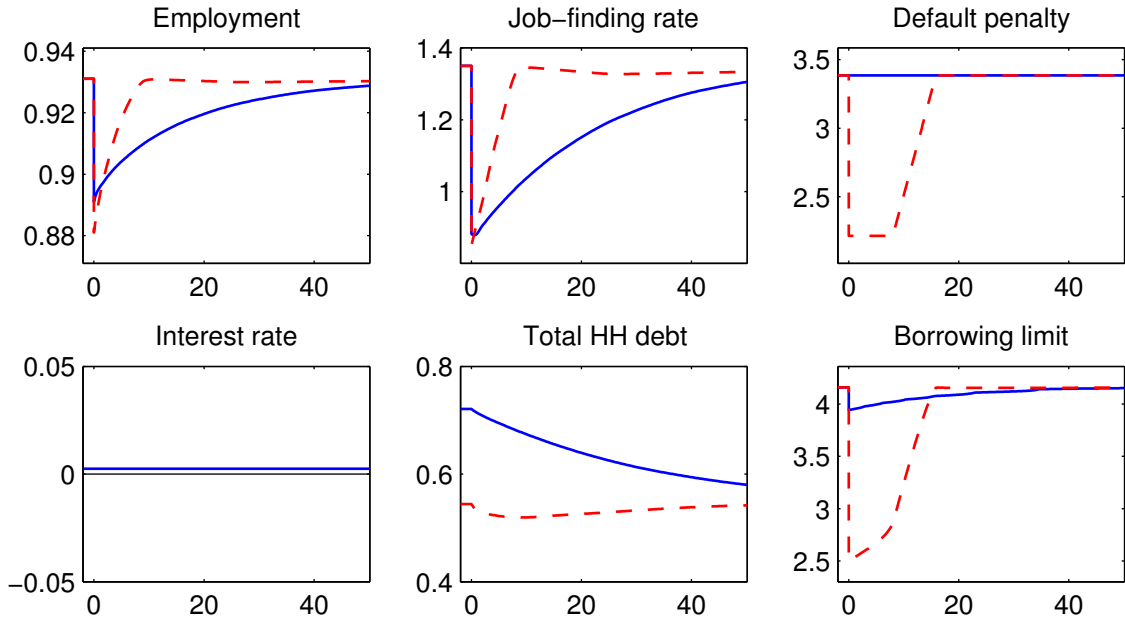 Employment
0.94
0.92
0.9
0.88
0 20 40
Job−finding rate
1.4
1.2
1
0 20 40
Default penalty
3.5
3
2.5
0 20 40
Interest rate
0.05
0
−0.05
0 20 40
Total HH debt
0.8
0.6
0.4
0 20 40
Borrowing limit
4
3.5
3
2.5
0 20 40